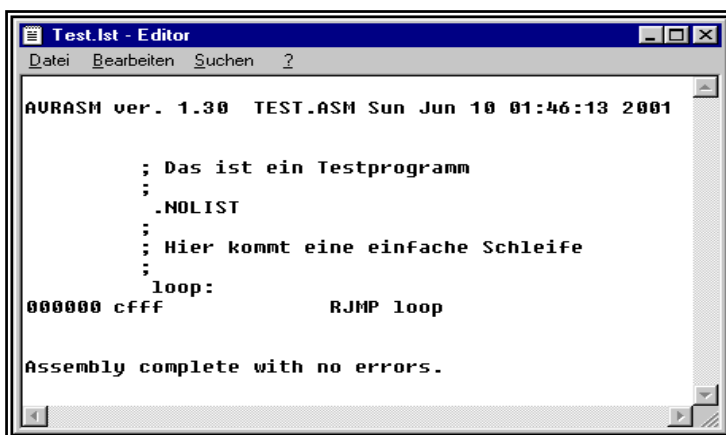 Test.lst - Editor
Datei Bearbeiten Suchen ?
AVRASM ver. 1.30 TEST.ASM Sun Jun 10 01:46:13 2001
; Das ist ein Testprogramm
;
.NOLIST
;
; Hier kommt eine einfache Schleife
;
loop:
000000 cfff RJMP loop
Assembly complete with no errors.